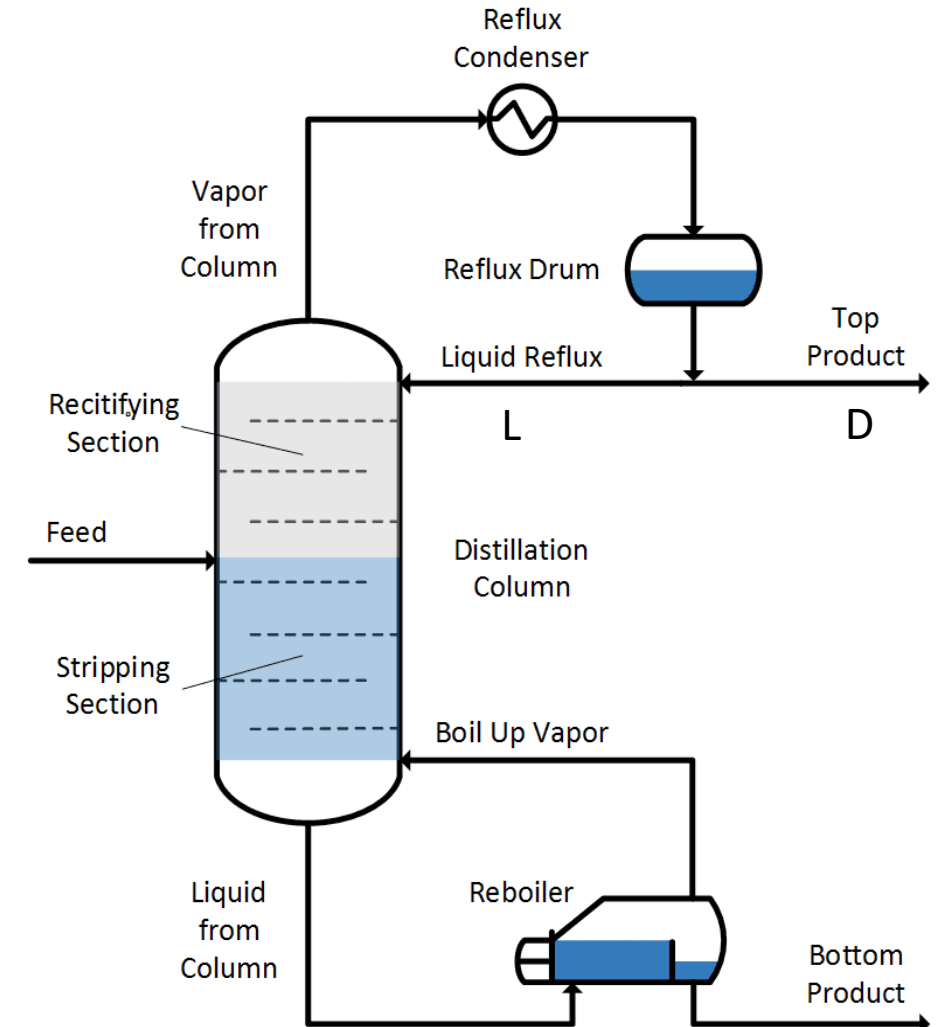 Reflux
Condenser
Vapor
from
Column
Reflux Drum
Top
Product
Liquid Reflux
L
D
Recitifying
Section
Feed
Distillation
Column
Stripping
Section
Boil Up Vapor
Liquid
from
Column
Reboiler
Bottom
Product